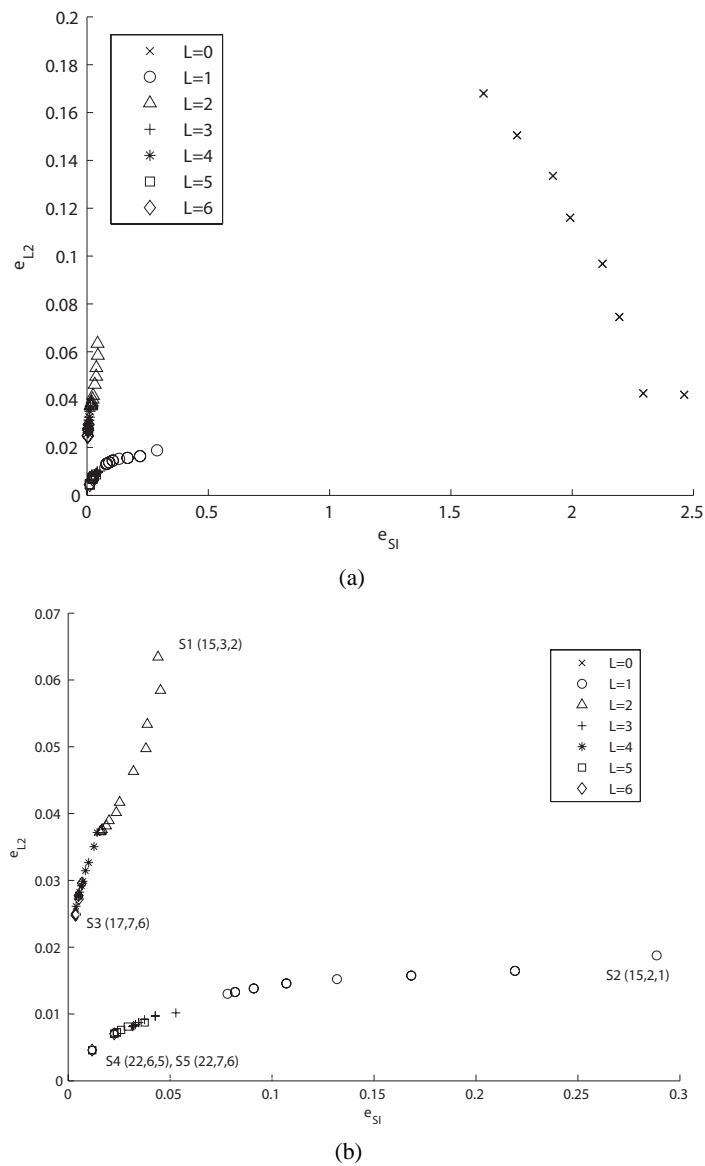 0.2
0.18
0.16
0.14
0.12
0.1
0.08
0.06
0.04
0.02
0
e_L2
L=0
L=1
L=2
L=3
L=4
L=5
L=6
0 0.5 1 1.5 2 2.5
e_SI
(a)
0.07
0.06
0.05
0.04
0.03
0.02
0.01
0
e_L2
S1 (15,3,2)
L=0
L=1
L=2
L=3
L=4
L=5
L=6
S3 (17,7,6)
S2 (15,2,1)
S4 (22,6,5), S5 (22,7,6)
0 0.05 0.1 0.15 0.2 0.25 0.3
e_SI
(b)